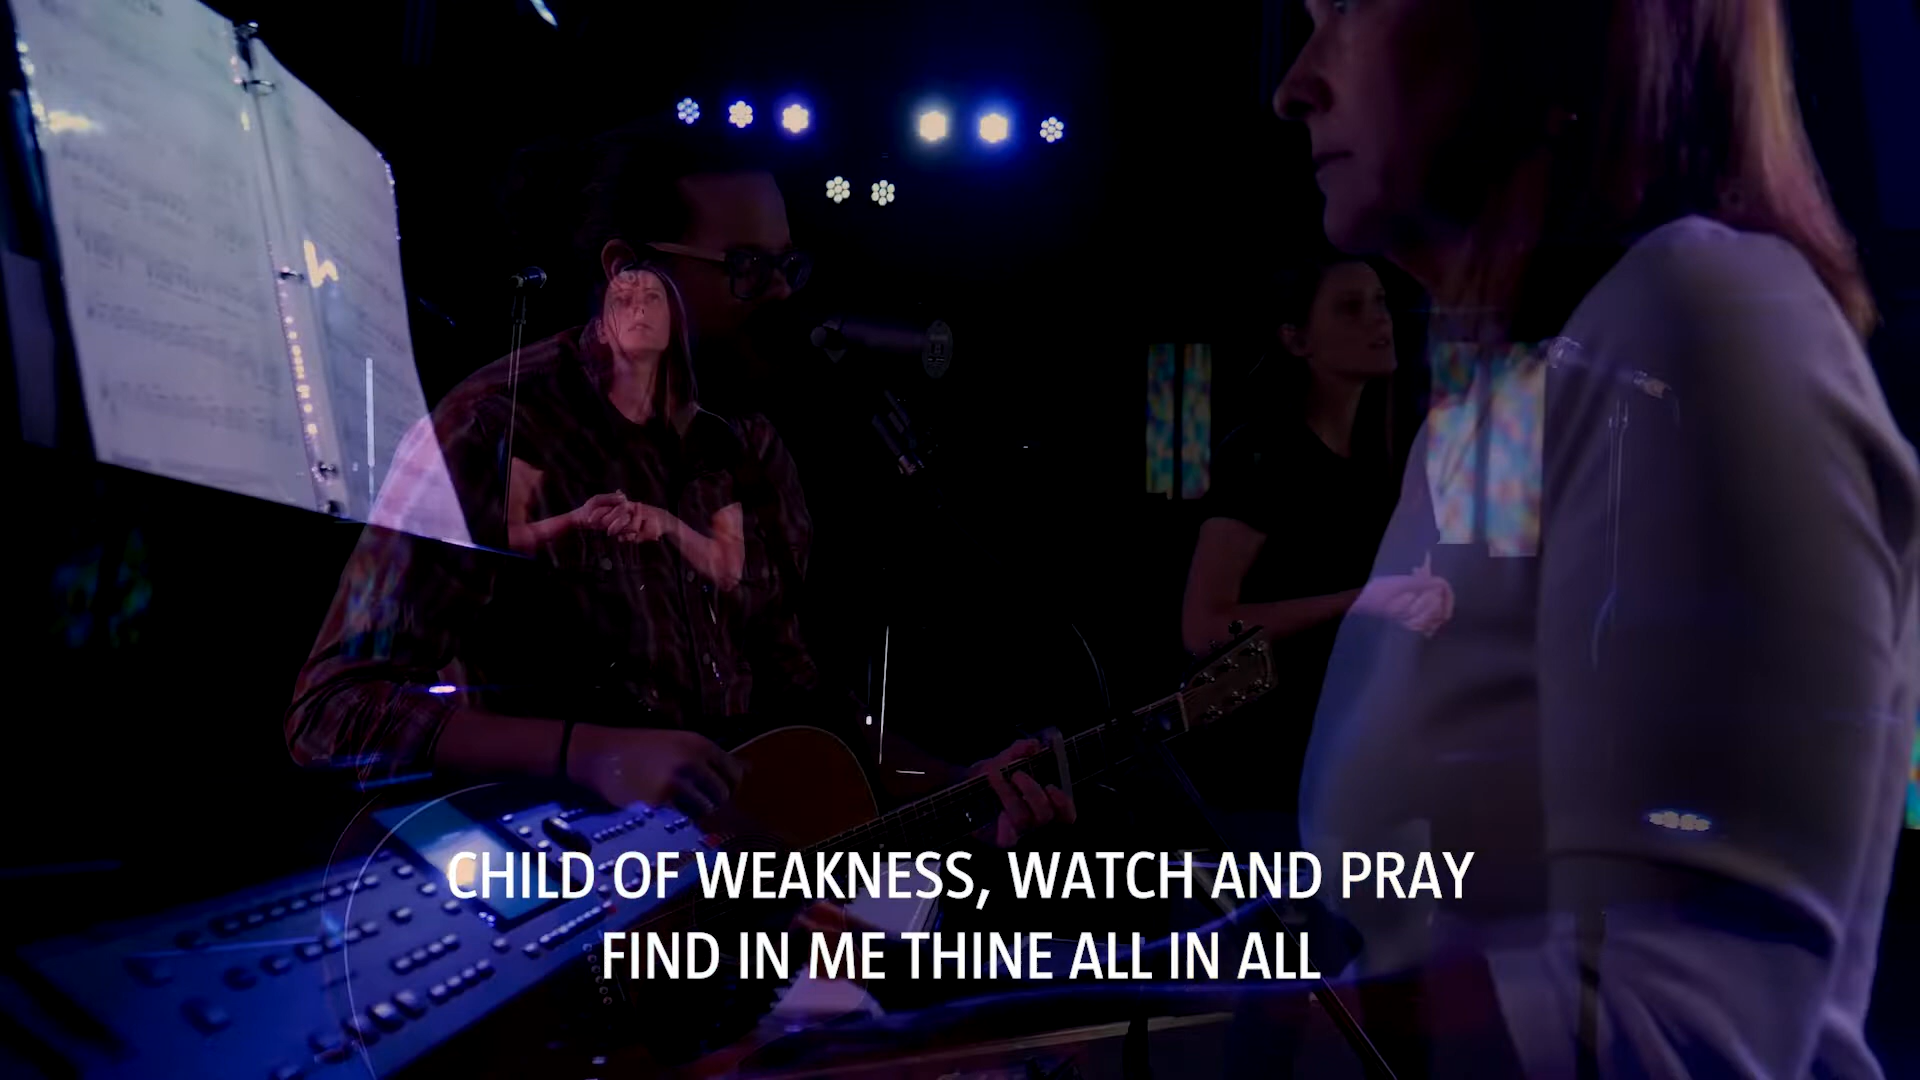 CHILD OF WEAKNESS, WATCH AND PRAY
FIND IN ME THINE ALL IN ALL